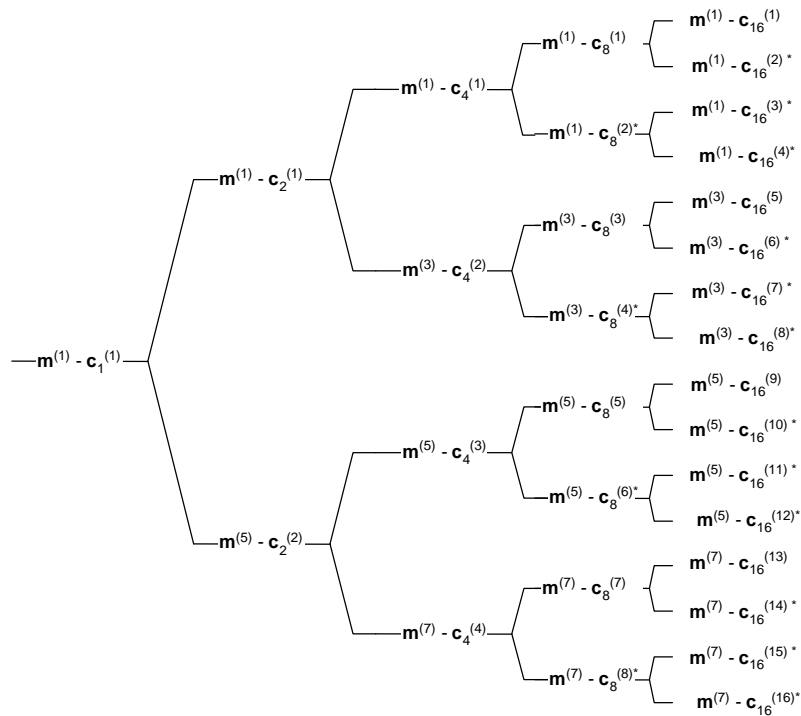 m(1) - c16(1)
m(1) - c8(1)
m(1) - c16(2) *
m(1) - c4(1)
m(1) - c16(3) *
m(1) - c8(2)*
m(1) - c16(4)*
m(1) - c2(1)
m(3) - c16(5)
m(3) - c8(3)
m(3) - c16(6) *
m(3) - c4(2)
m(3) - c16(7) *
m(3) - c8(4)*
m(3) - c16(8)*
m(1) - c1(1)
m(5) - c16(9)
m(5) - c8(5)
m(5) - c16(10) *
m(5) - c4(3)
m(5) - c16(11) *
m(5) - c8(6)*
m(5) - c16(12)*
m(5) - c2(2)
m(7) - c16(13)
m(7) - c8(7)
m(7) - c16(14) *
m(7) - c4(4)
m(7) - c16(15) *
m(7) - c8(8)*
m(7) - c16(16)*